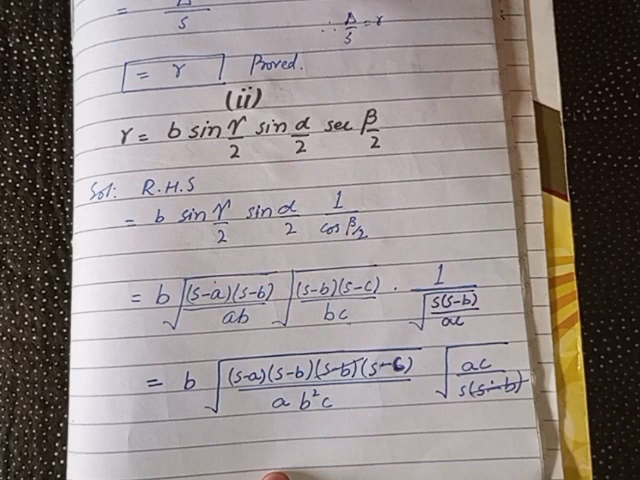 = Δ/s ∴ Δ/s = r
= r Proved.
(ii)
r = b sin γ/2 sin α/2 sec β/2
Sol: R.H.S
= b sin γ/2 sin α/2 1/cos β/2
= b √((s-a)(s-b)/ab) √((s-b)(s-c)/bc) · 1/√(s(s-b)/ac)
= b √((s-a)(s-b)(s-b)(s-c)/ab²c) √(ac/s(s-b))